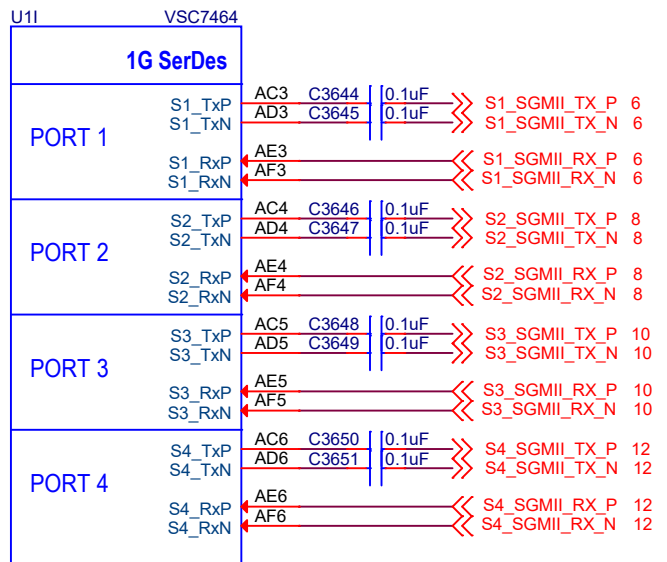 U1I VSC7464
1G SerDes
PORT 1
S1_TxP AC3 C3644 0.1uF S1_SGMII_TX_P 6
S1_TxN AD3 C3645 0.1uF S1_SGMII_TX_N 6
S1_RxP AE3 S1_SGMII_RX_P 6
S1_RxN AF3 S1_SGMII_RX_N 6
PORT 2
S2_TxP AC4 C3646 0.1uF S2_SGMII_TX_P 8
S2_TxN AD4 C3647 0.1uF S2_SGMII_TX_N 8
S2_RxP AE4 S2_SGMII_RX_P 8
S2_RxN AF4 S2_SGMII_RX_N 8
PORT 3
S3_TxP AC5 C3648 0.1uF S3_SGMII_TX_P 10
S3_TxN AD5 C3649 0.1uF S3_SGMII_TX_N 10
S3_RxP AE5 S3_SGMII_RX_P 10
S3_RxN AF5 S3_SGMII_RX_N 10
PORT 4
S4_TxP AC6 C3650 0.1uF S4_SGMII_TX_P 12
S4_TxN AD6 C3651 0.1uF S4_SGMII_TX_N 12
S4_RxP AE6 S4_SGMII_RX_P 12
S4_RxN AF6 S4_SGMII_RX_N 12